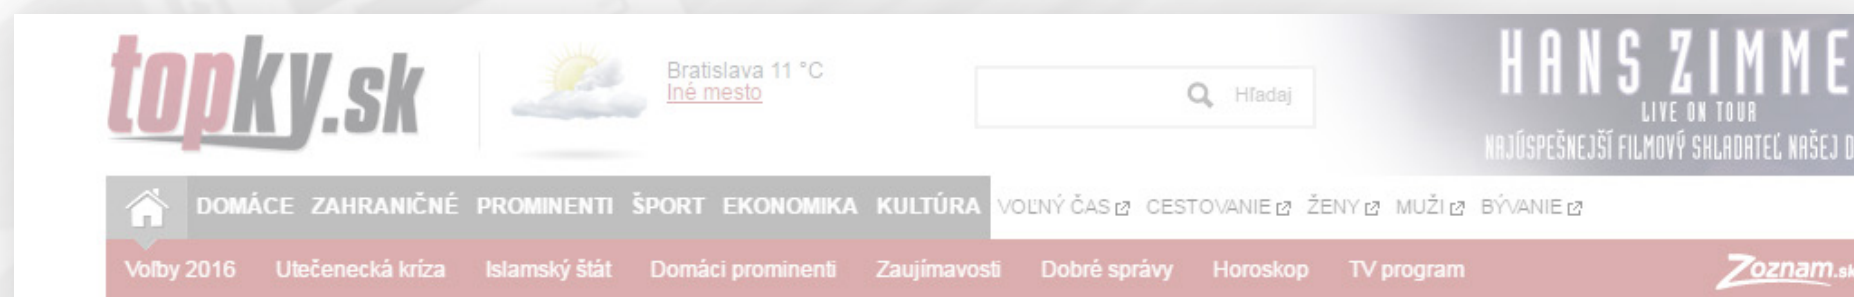 topky.sk
Bratislava 11 °C
Iné mesto
Hľadaj
HANS ZIMME
LIVE ON TOUR
NAJÚSPEŠNEJŠÍ FILMOVÝ SKLADATEĽ NAŠEJ D
DOMÁCE ZAHRANIČNÉ PROMINENTI ŠPORT EKONOMIKA KULTÚRA VOĽNÝ ČAS CESTOVANIE ŽENY MUŽI BÝVANIE
Voľby 2016 Utečenecká kríza Islamský štát Domáci prominenti Zaujímavosti Dobré správy Horoskop TV program Zoznam.sk